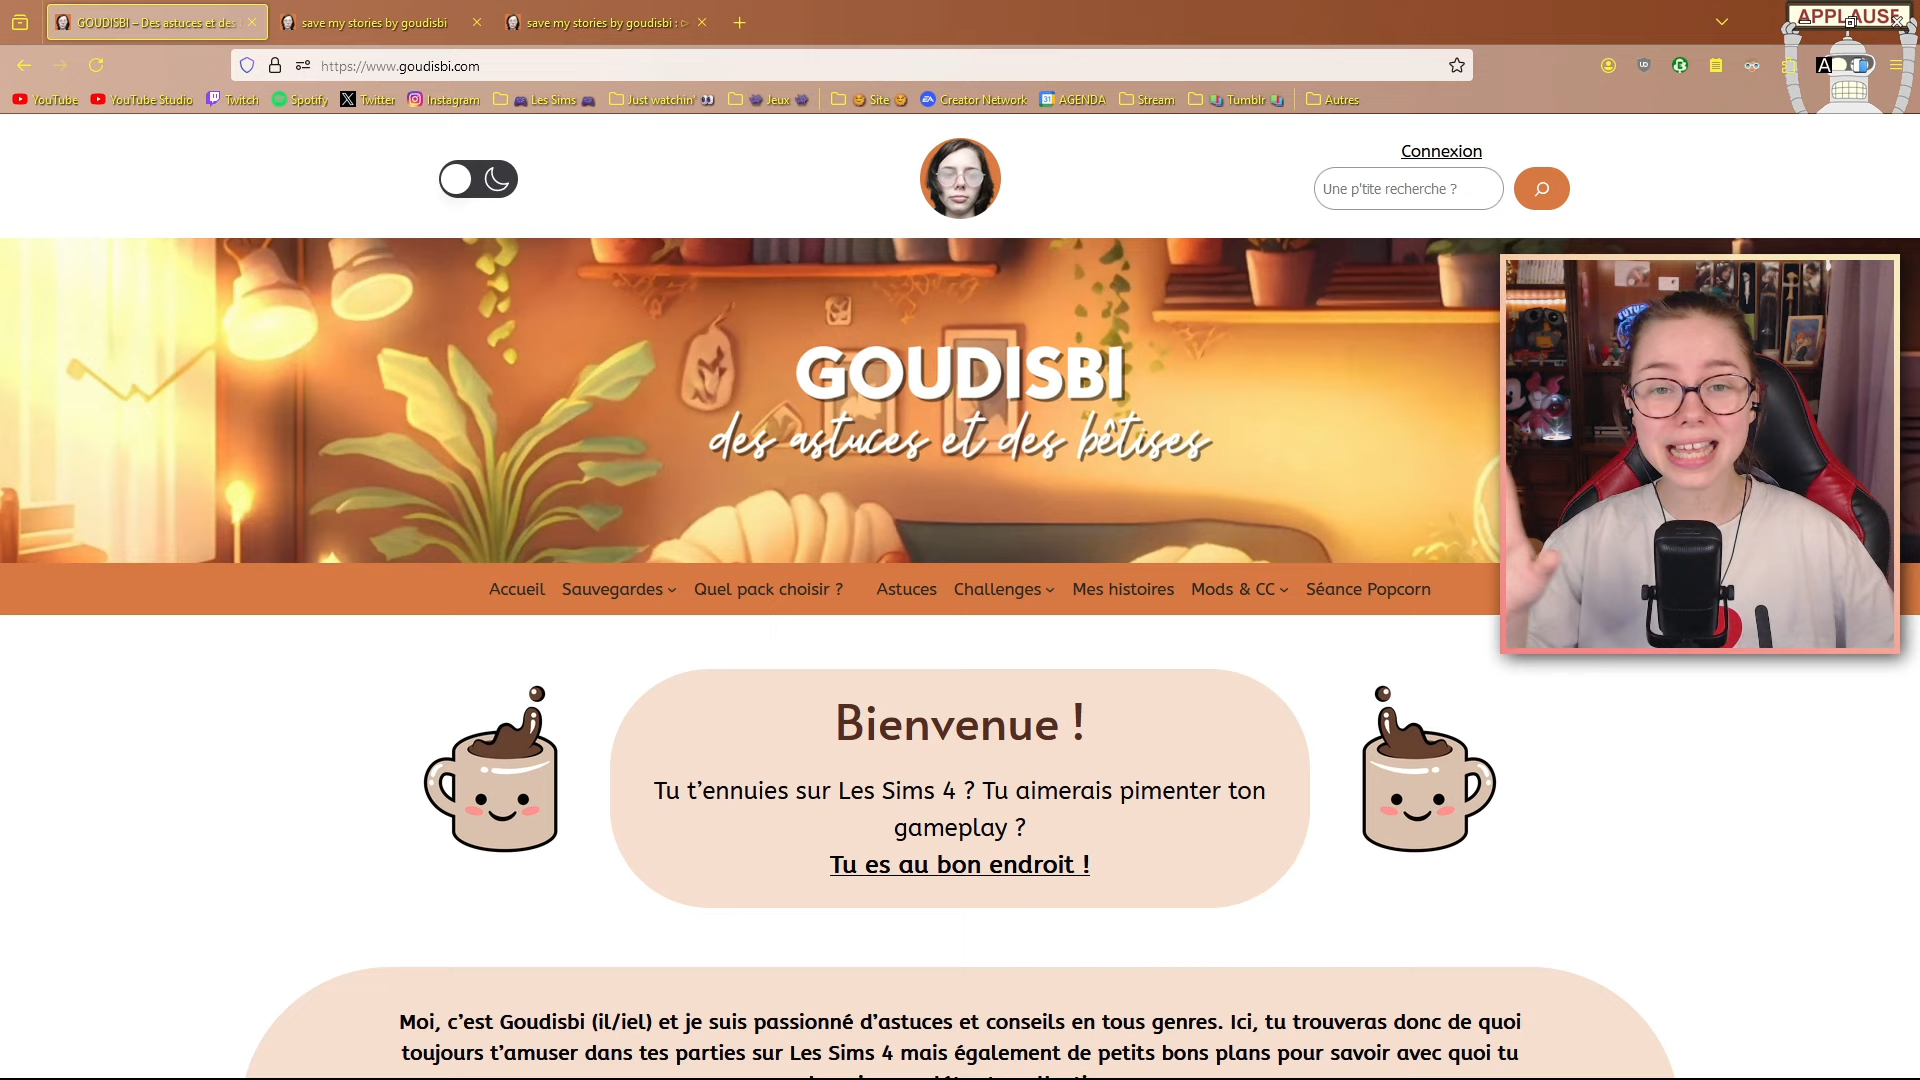 GOUDISBI – Des astuces et des
save my stories by goudisbi
save my stories by goudisbi :
APPLAUSE
https://www.goudisbi.com
YouTube
YouTube Studio
Twitch
Spotify
Twitter
Instagram
Les Sims
Just watchin'
Jeux
Site
Creator Network
AGENDA
Stream
Tumblr
Autres
Connexion
Une p'tite recherche ?
GOUDISBI
des astuces et des bêtises
Accueil
Sauvegardes
Quel pack choisir ?
Astuces
Challenges
Mes histoires
Mods & CC
Séance Popcorn
Bienvenue !
Tu t’ennuies sur Les Sims 4 ? Tu aimerais pimenter ton
gameplay ?
Tu es au bon endroit !
Moi, c’est Goudisbi (il/iel) et je suis passionné d’astuces et conseils en tous genres. Ici, tu trouveras donc de quoi
toujours t’amuser dans tes parties sur Les Sims 4 mais également de petits bons plans pour savoir avec quoi tu